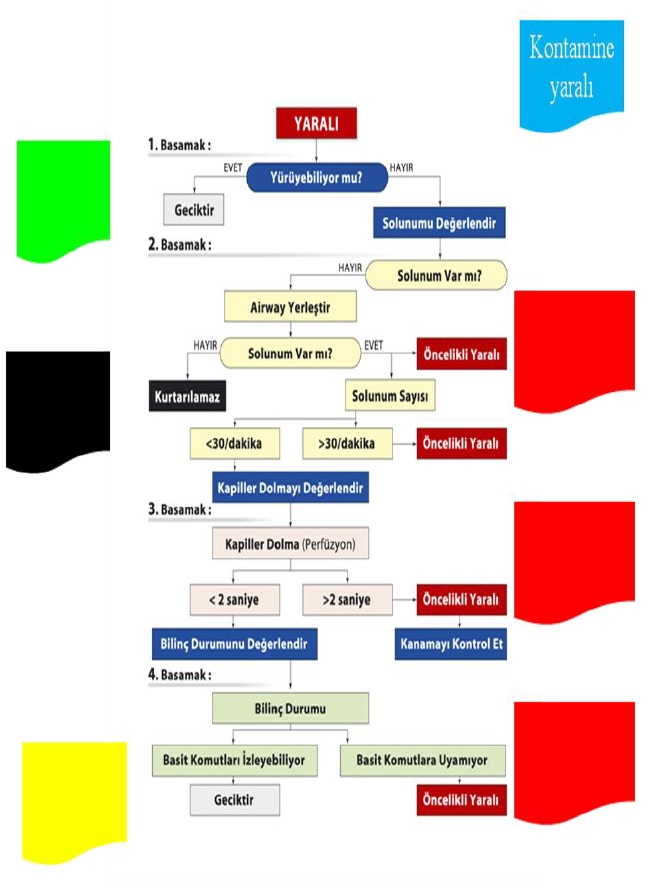 Kontamine
yaralı
YARALI
1. Basamak :
EVET
Yürüyebiliyor mu?
HAYIR
Geciktir
Solunumu Değerlendir
2. Basamak :
HAYIR
Solunum Var mı?
Airway Yerleştir
HAYIR
Solunum Var mı?
EVET
Öncelikli Yaralı
Kurtarılamaz
Solunum Sayısı
<30/dakika
>30/dakika
Öncelikli Yaralı
Kapiller Dolmayı Değerlendir
3. Basamak :
Kapiller Dolma (Perfüzyon)
< 2 saniye
>2 saniye
Öncelikli Yaralı
Bilinç Durumunu Değerlendir
Kanamayı Kontrol Et
4. Basamak :
Bilinç Durumu
Basit Komutları İzleyebiliyor
Basit Komutlara Uyamıyor
Geciktir
Öncelikli Yaralı